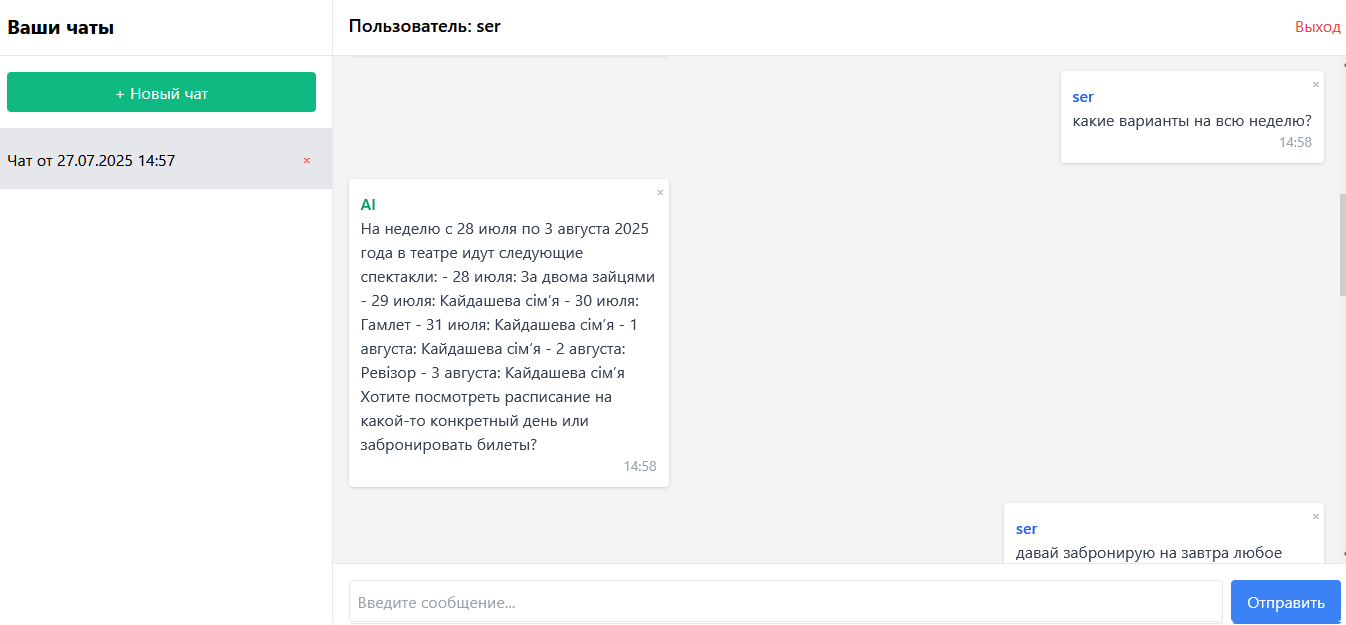 Ваши чаты
Пользователь: ser
Выход
+ Новый чат
Чат от 27.07.2025 14:57
×
×
ser
какие варианты на всю неделю?
14:58
×
AI
На неделю с 28 июля по 3 августа 2025
года в театре идут следующие
спектакли: - 28 июля: За двома зайцями
- 29 июля: Кайдашева сім’я - 30 июля:
Гамлет - 31 июля: Кайдашева сім’я - 1
августа: Кайдашева сім’я - 2 августа:
Ревізор - 3 августа: Кайдашева сім’я
Хотите посмотреть расписание на
какой-то конкретный день или
забронировать билеты?
14:58
×
ser
давай забронирую на завтра любое
Введите сообщение...
Отправить